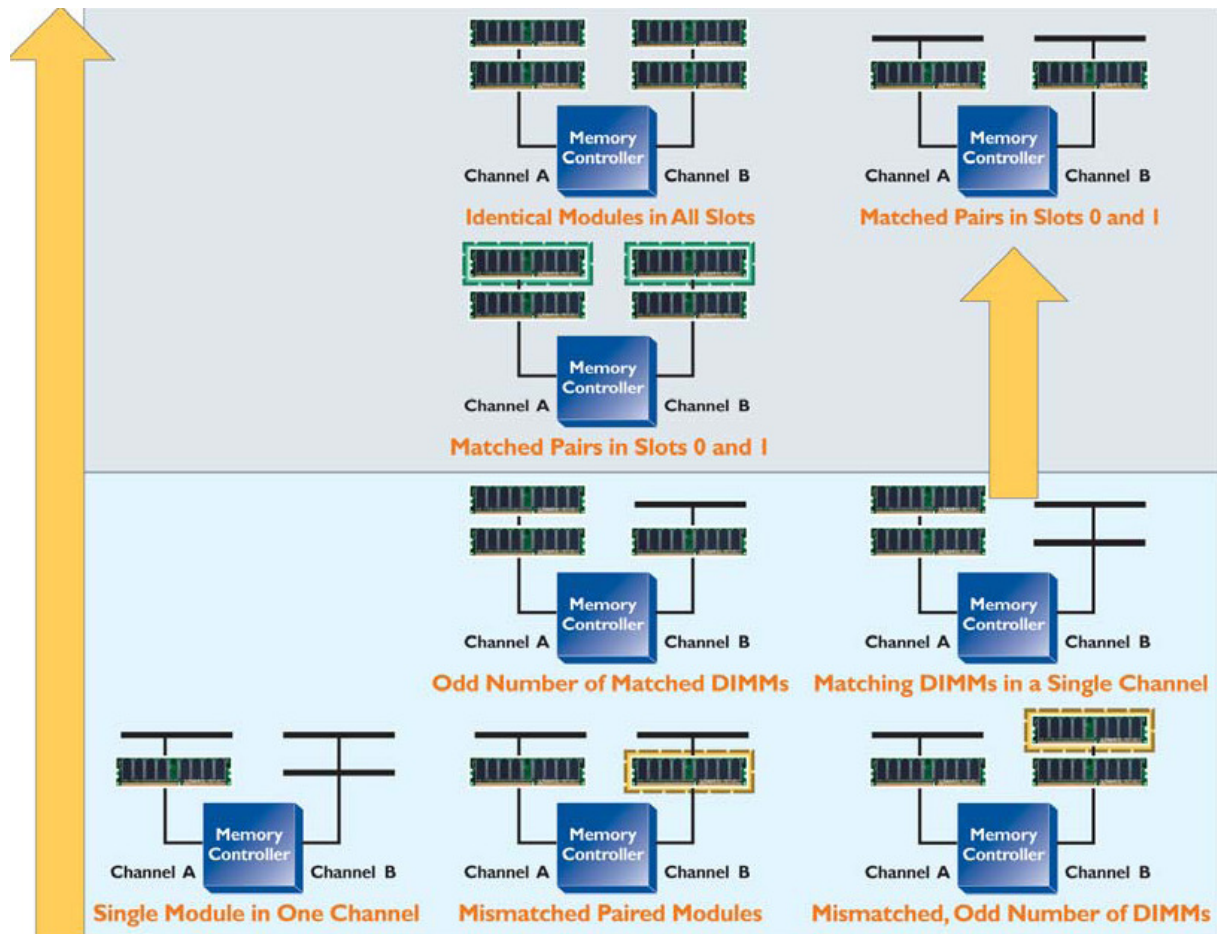 Memory
Controller
Channel A
Channel B
Identical Modules in All Slots
Memory
Controller
Channel A
Channel B
Matched Pairs in Slots 0 and 1
Memory
Controller
Channel A
Channel B
Matched Pairs in Slots 0 and 1
Memory
Controller
Channel A
Channel B
Odd Number of Matched DIMMs
Memory
Controller
Channel A
Channel B
Matching DIMMs in a Single Channel
Memory
Controller
Channel A
Channel B
Single Module in One Channel
Memory
Controller
Channel A
Channel B
Mismatched Paired Modules
Memory
Controller
Channel A
Channel B
Mismatched, Odd Number of DIMMs